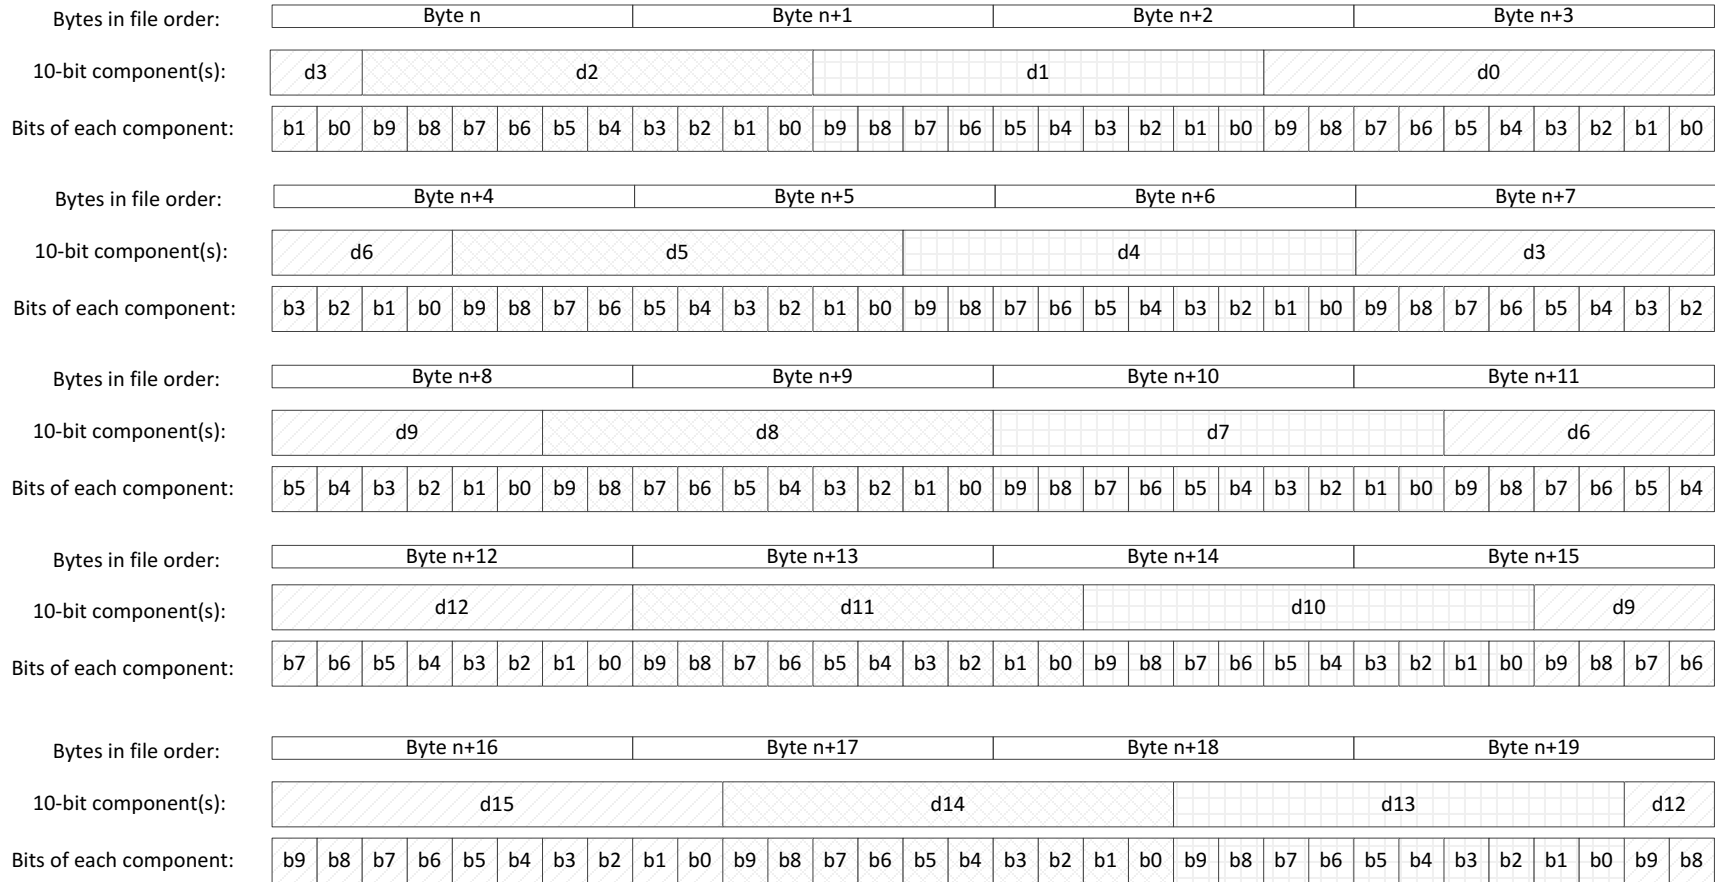 Bytes in file order: Byte n Byte n+1 Byte n+2 Byte n+3
10-bit component(s): d3 d2 d1 d0
Bits of each component: b1 b0 b9 b8 b7 b6 b5 b4 b3 b2 b1 b0 b9 b8 b7 b6 b5 b4 b3 b2 b1 b0 b9 b8 b7 b6 b5 b4 b3 b2 b1 b0
Bytes in file order: Byte n+4 Byte n+5 Byte n+6 Byte n+7
10-bit component(s): d6 d5 d4 d3
Bits of each component: b3 b2 b1 b0 b9 b8 b7 b6 b5 b4 b3 b2 b1 b0 b9 b8 b7 b6 b5 b4 b3 b2 b1 b0 b9 b8 b7 b6 b5 b4 b3 b2
Bytes in file order: Byte n+8 Byte n+9 Byte n+10 Byte n+11
10-bit component(s): d9 d8 d7 d6
Bits of each component: b5 b4 b3 b2 b1 b0 b9 b8 b7 b6 b5 b4 b3 b2 b1 b0 b9 b8 b7 b6 b5 b4 b3 b2 b1 b0 b9 b8 b7 b6 b5 b4
Bytes in file order: Byte n+12 Byte n+13 Byte n+14 Byte n+15
10-bit component(s): d12 d11 d10 d9
Bits of each component: b7 b6 b5 b4 b3 b2 b1 b0 b9 b8 b7 b6 b5 b4 b3 b2 b1 b0 b9 b8 b7 b6 b5 b4 b3 b2 b1 b0 b9 b8 b7 b6
Bytes in file order: Byte n+16 Byte n+17 Byte n+18 Byte n+19
10-bit component(s): d15 d14 d13 d12
Bits of each component: b9 b8 b7 b6 b5 b4 b3 b2 b1 b0 b9 b8 b7 b6 b5 b4 b3 b2 b1 b0 b9 b8 b7 b6 b5 b4 b3 b2 b1 b0 b9 b8